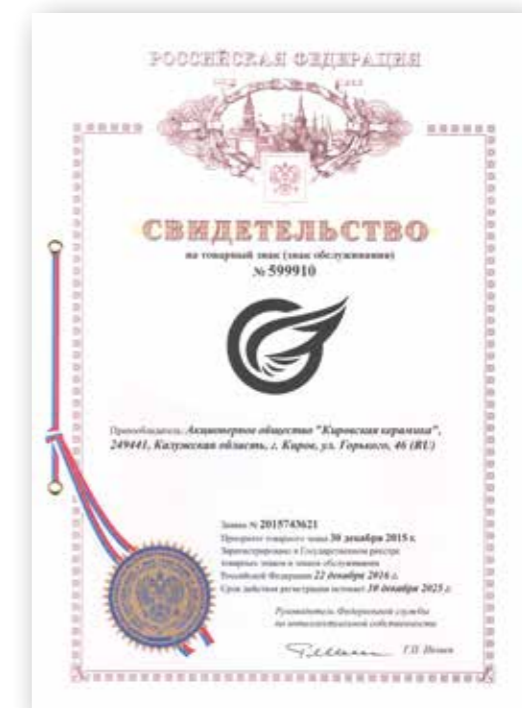 РОССИЙСКАЯ ФЕДЕРАЦИЯ
СВИДЕТЕЛЬСТВО
на товарный знак (знак обслуживания)
№ 599910
Правообладатель: Акционерное общество "Кировская керамика",
249441, Калужская область, г. Киров, ул. Горького, 46 (RU)
Заявка № 2015743621
Приоритет товарного знака 30 декабря 2015 г.
Зарегистрировано в Государственном реестре
товарных знаков и знаков обслуживания
Российской Федерации 22 декабря 2016 г.
Срок действия регистрации истекает 30 декабря 2025 г.
Руководитель Федеральной службы
по интеллектуальной собственности
Г.П. Ивлиев